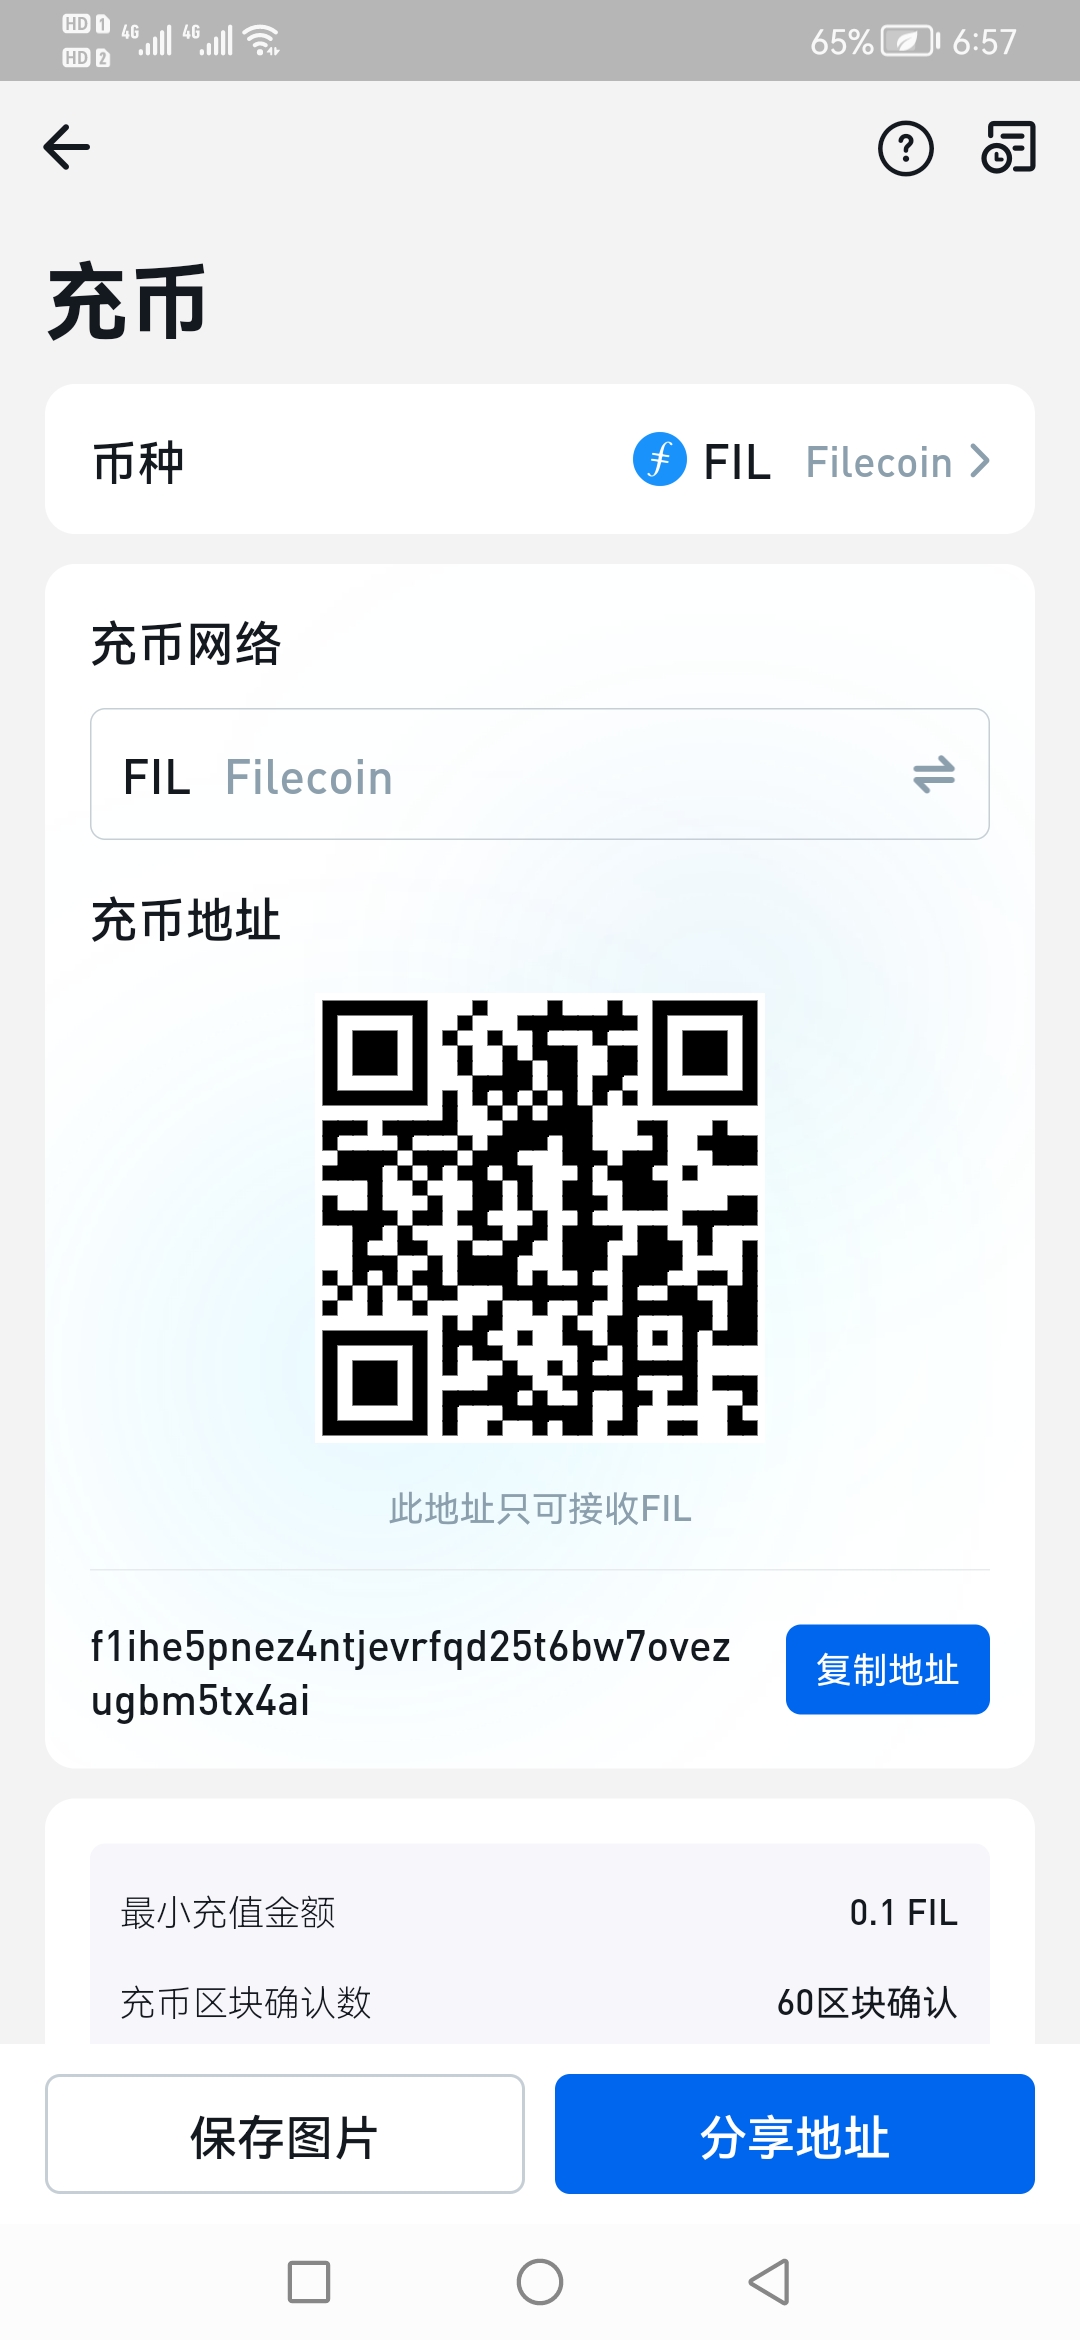 HD 1 4G 4G 65% 6:57
HD 2
充币
币种 FIL Filecoin
充币网络
FIL Filecoin
充币地址
此地址只可接收FIL
f1ihe5pnez4ntjevrfqd25t6bw7ovez
ugbm5tx4ai
复制地址
最小充值金额 0.1 FIL
充币区块确认数 60区块确认
保存图片 分享地址